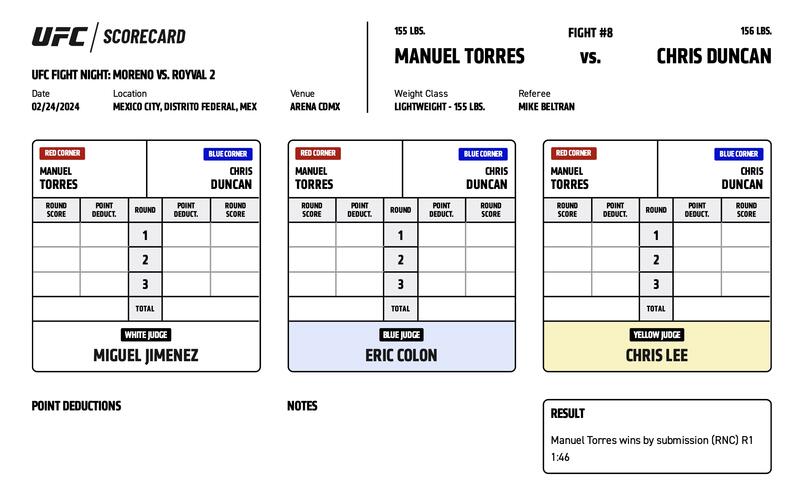 UFC / SCORECARD
UFC FIGHT NIGHT: MORENO VS. ROYVAL 2
Date Location Venue
02/24/2024 MEXICO CITY, DISTRITO FEDERAL, MEX ARENA CDMX
155 LBS. FIGHT #8 156 LBS.
MANUEL TORRES vs. CHRIS DUNCAN
Weight Class Referee
LIGHTWEIGHT - 155 LBS. MIKE BELTRAN
RED CORNER BLUE CORNER
MANUEL CHRIS
TORRES DUNCAN
ROUND SCORE POINT DEDUCT. ROUND POINT DEDUCT. ROUND SCORE
1
2
3
TOTAL
WHITE JUDGE
MIGUEL JIMENEZ
RED CORNER BLUE CORNER
MANUEL CHRIS
TORRES DUNCAN
ROUND SCORE POINT DEDUCT. ROUND POINT DEDUCT. ROUND SCORE
1
2
3
TOTAL
BLUE JUDGE
ERIC COLON
RED CORNER BLUE CORNER
MANUEL CHRIS
TORRES DUNCAN
ROUND SCORE POINT DEDUCT. ROUND POINT DEDUCT. ROUND SCORE
1
2
3
TOTAL
YELLOW JUDGE
CHRIS LEE
POINT DEDUCTIONS
NOTES
RESULT
Manuel Torres wins by submission (RNC) R1
1:46